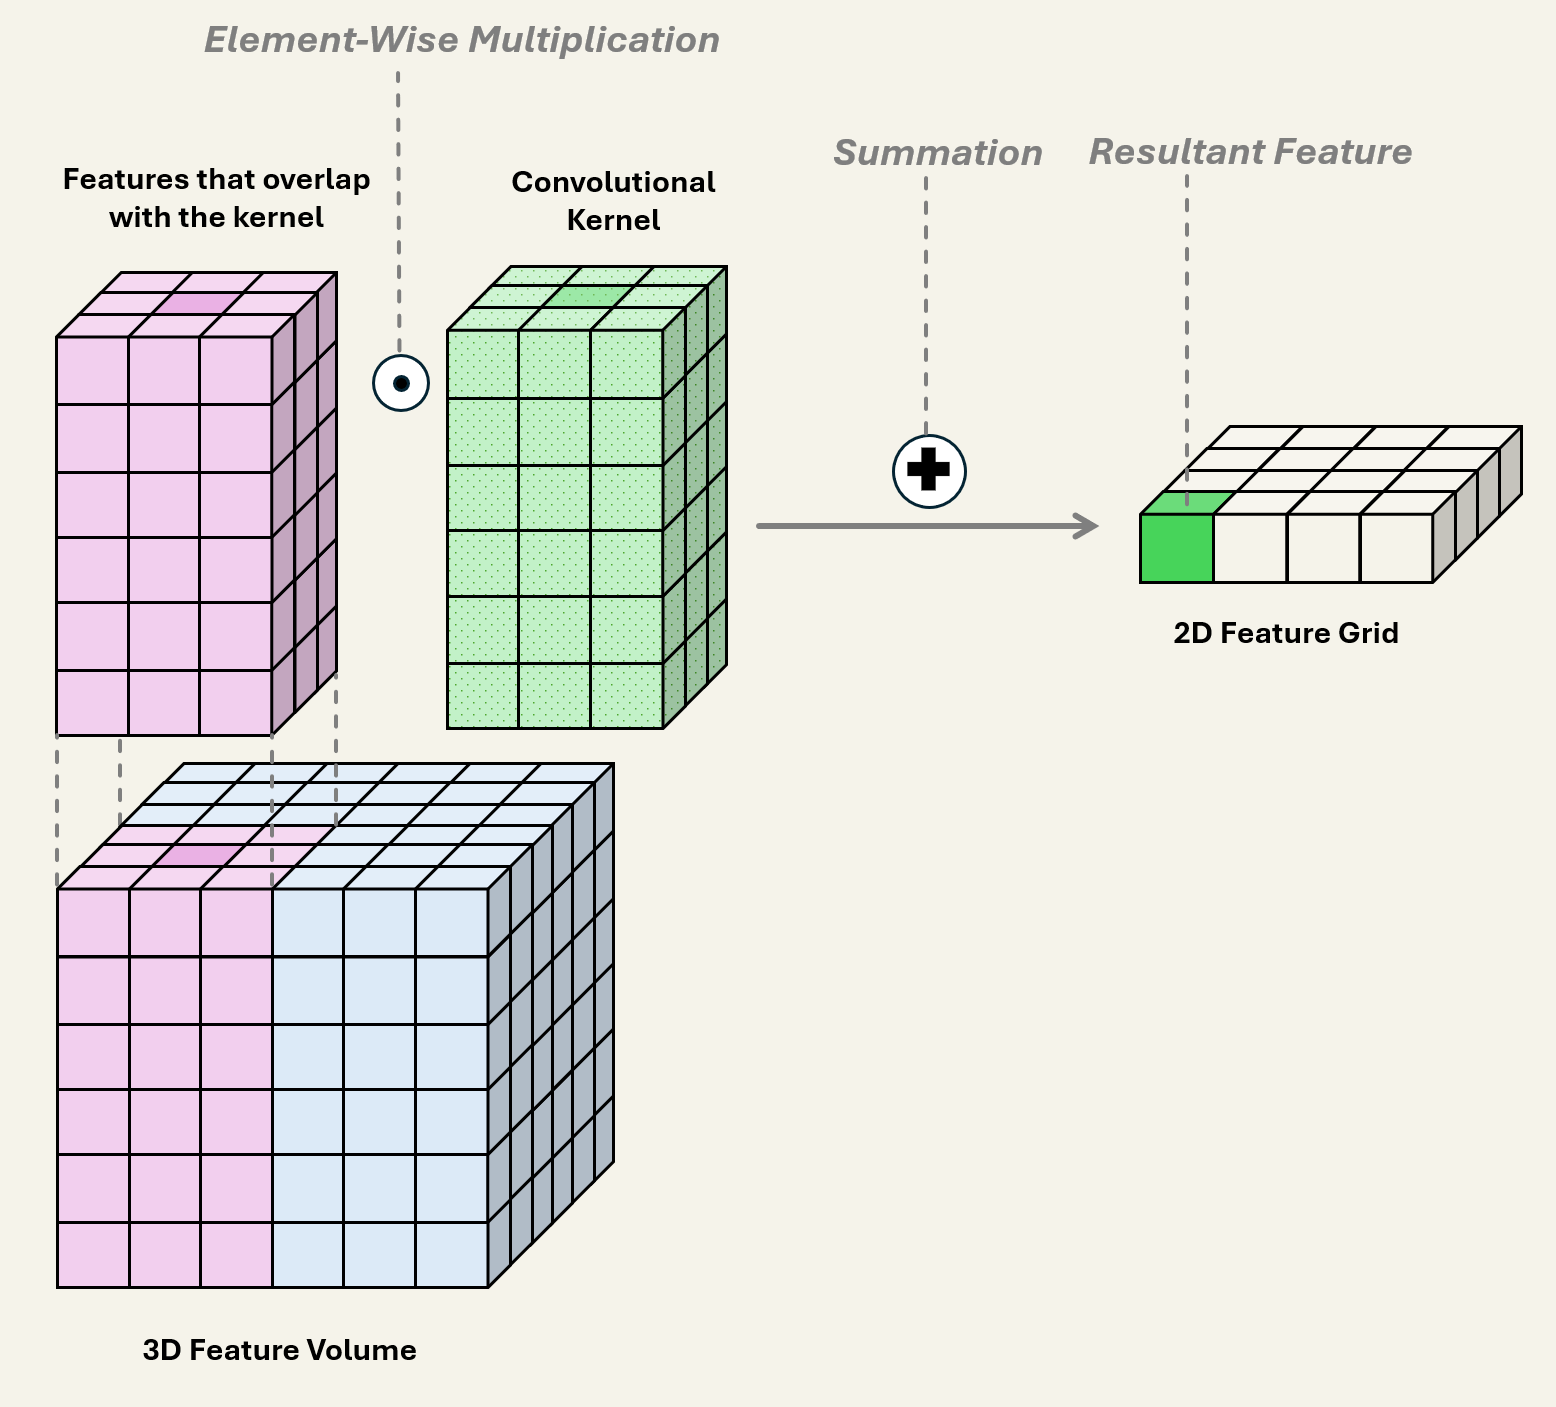 Element-Wise Multiplication
Summation
Resultant Feature
Features that overlap
with the kernel
Convolutional
Kernel
2D Feature Grid
3D Feature Volume